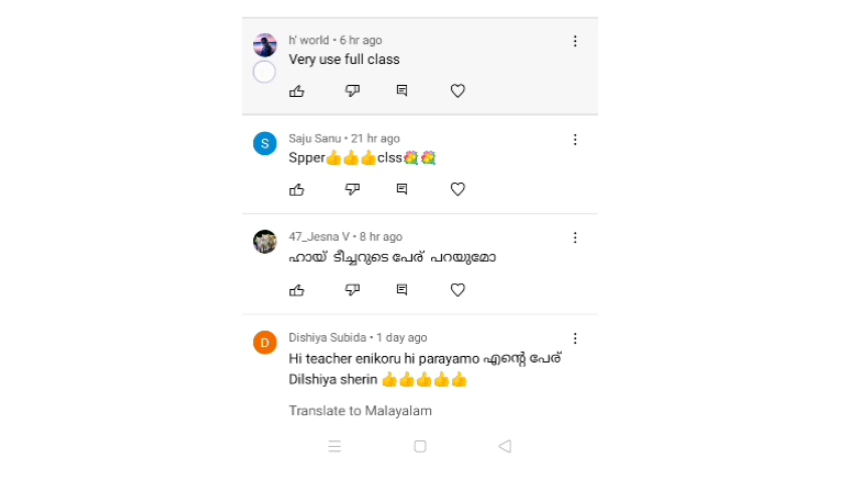 h' world • 6 hr ago
Very use full class
S
Saju Sanu • 21 hr ago
Spper👍👍👍clss💐💐
47_Jesna V • 8 hr ago
ഹായ് ടീച്ചറുടെ പേര് പറയുമോ
D
Dishiya Subida • 1 day ago
Hi teacher enikoru hi parayamo എന്റെ പേര്
Dilshiya sherin 👍👍👍👍👍
Translate to Malayalam